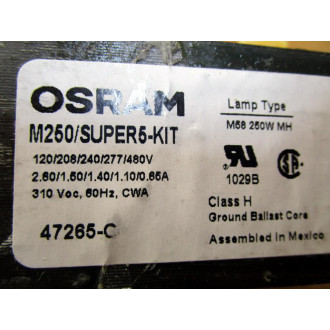 OSRAM
M250/SUPER5-KIT
120/208/240/277/480V
2.60/1.50/1.40/1.10/0.65A
310 Voc, 60Hz, CWA
47265-C
Lamp Type
M58 250W MH
1029B
Class H
Ground Ballast Core
Assembled In Mexico